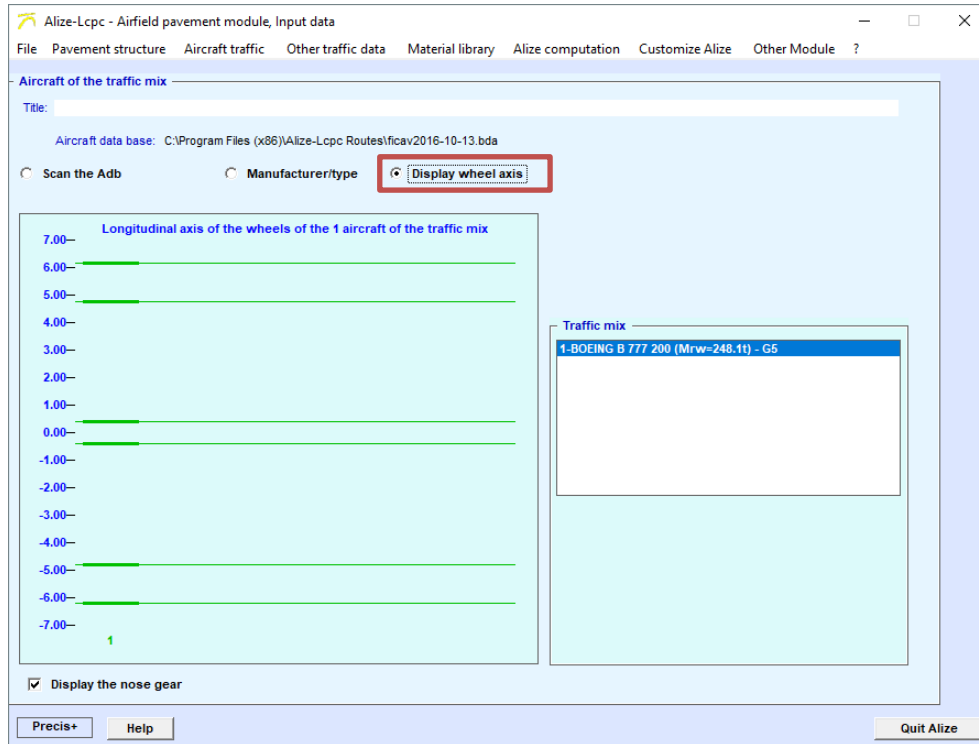 Alize-Lcpc - Airfield pavement module, Input data
File Pavement structure Aircraft traffic Other traffic data Material library Alize computation Customize Alize Other Module ?
Aircraft of the traffic mix
Title:
Aircraft data base: C:\Program Files (x86)\Alize-Lcpc Routes\ficav2016-10-13.bda
Scan the Adb Manufacturer/type Display wheel axis
Longitudinal axis of the wheels of the 1 aircraft of the traffic mix
7.00
6.00
5.00
4.00
3.00
2.00
1.00
0.00
-1.00
-2.00
-3.00
-4.00
-5.00
-6.00
-7.00
1
Traffic mix
1-BOEING B 777 200 (Mrw=248.1t) - G5
Display the nose gear
Precis+ Help Quit Alize